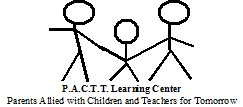 P.A.C.T.T. Learning Center
Parents Allied with Children and Teachers for Tomorrow